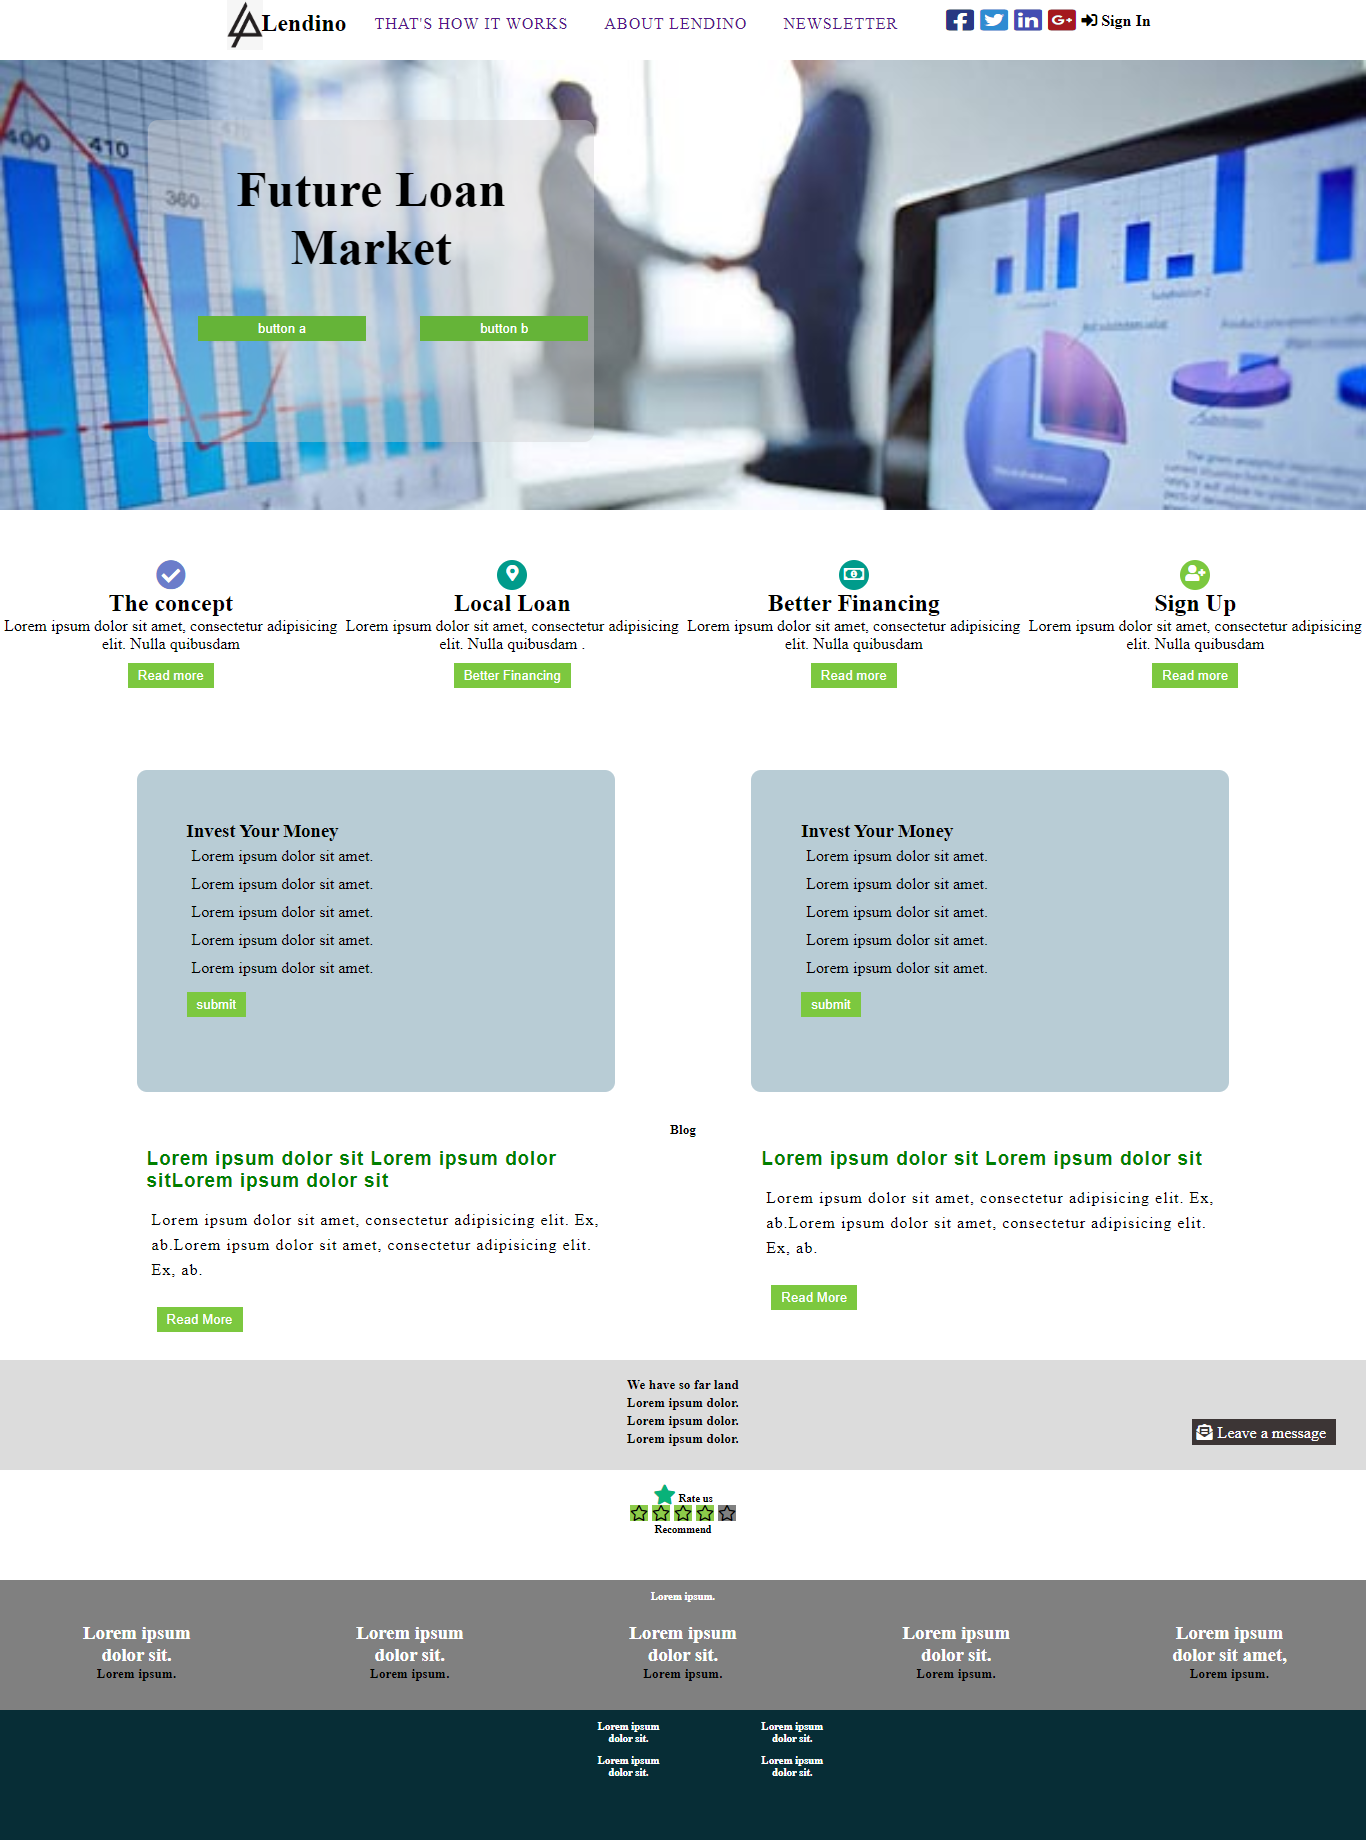 Lendino
THAT'S HOW IT WORKS
ABOUT LENDINO
NEWSLETTER
Sign In
400
410
360
410
Future Loan
Market
button a
button b
The concept
Lorem ipsum dolor sit amet, consectetur adipisicing
elit. Nulla quibusdam
Read more
Local Loan
Lorem ipsum dolor sit amet, consectetur adipisicing
elit. Nulla quibusdam .
Better Financing
Better Financing
Lorem ipsum dolor sit amet, consectetur adipisicing
elit. Nulla quibusdam
Read more
Sign Up
Lorem ipsum dolor sit amet, consectetur adipisicing
elit. Nulla quibusdam
Read more
Invest Your Money
Lorem ipsum dolor sit amet.
Lorem ipsum dolor sit amet.
Lorem ipsum dolor sit amet.
Lorem ipsum dolor sit amet.
Lorem ipsum dolor sit amet.
submit
Invest Your Money
Lorem ipsum dolor sit amet.
Lorem ipsum dolor sit amet.
Lorem ipsum dolor sit amet.
Lorem ipsum dolor sit amet.
Lorem ipsum dolor sit amet.
submit
Blog
Lorem ipsum dolor sit Lorem ipsum dolor
sitLorem ipsum dolor sit
Lorem ipsum dolor sit amet, consectetur adipisicing elit. Ex,
ab.Lorem ipsum dolor sit amet, consectetur adipisicing elit.
Ex, ab.
Read More
Lorem ipsum dolor sit Lorem ipsum dolor sit
Lorem ipsum dolor sit amet, consectetur adipisicing elit. Ex,
ab.Lorem ipsum dolor sit amet, consectetur adipisicing elit.
Ex, ab.
Read More
We have so far land
Lorem ipsum dolor.
Lorem ipsum dolor.
Lorem ipsum dolor.
Leave a message
Rate us
Recommend
Lorem ipsum.
Lorem ipsum
dolor sit.
Lorem ipsum.
Lorem ipsum
dolor sit.
Lorem ipsum.
Lorem ipsum
dolor sit.
Lorem ipsum.
Lorem ipsum
dolor sit.
Lorem ipsum.
Lorem ipsum
dolor sit amet,
Lorem ipsum.
Lorem ipsum
dolor sit.
Lorem ipsum
dolor sit.
Lorem ipsum
dolor sit.
Lorem ipsum
dolor sit.